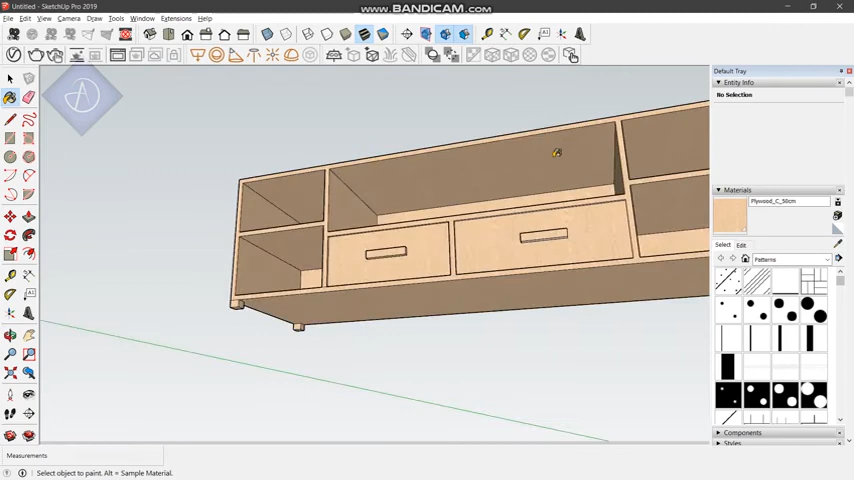 Untitled - SketchUp Pro 2019
WWW.BANDICAM.COM
File Edit View Camera Draw Tools Window Extensions Help
Default Tray
Entity Info
No Selection
Materials
Plywood_C_50cm
Select Edit
Patterns
Components
Styles
Measurements
Select object to paint. Alt = Sample Material.